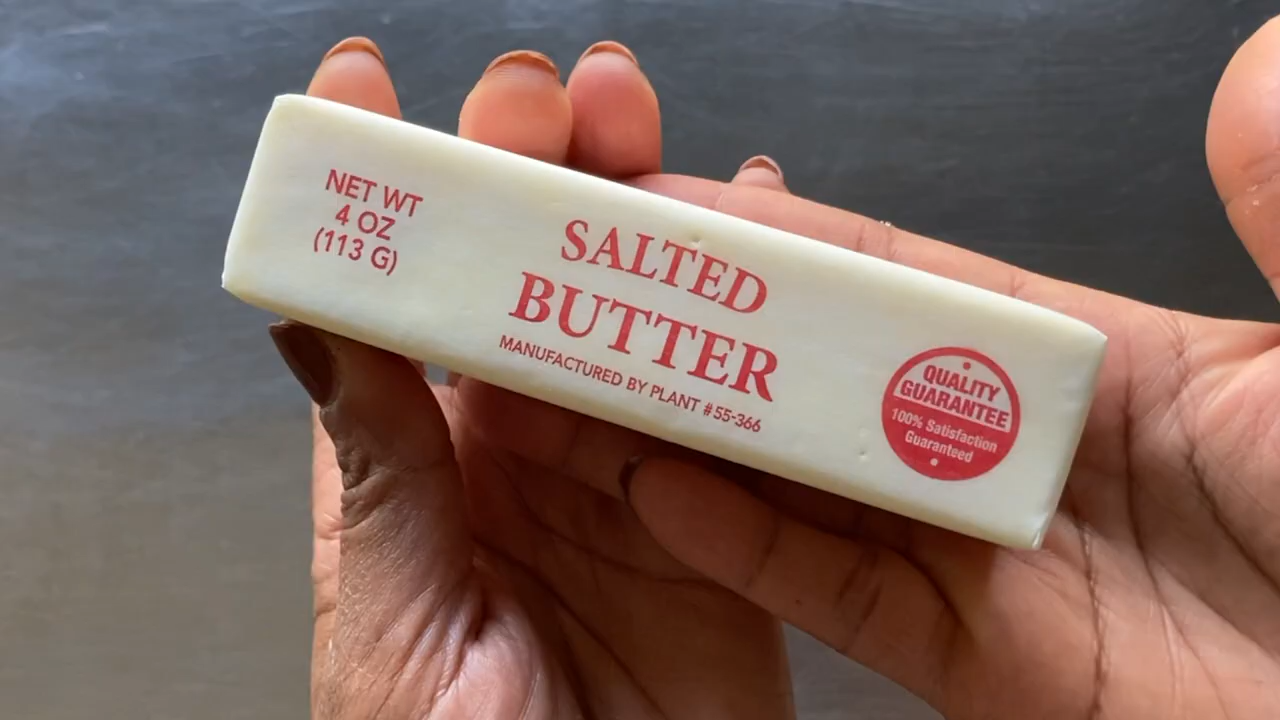 NET WT
4 OZ
(113 G)
SALTED
BUTTER
MANUFACTURED BY PLANT #55-366
QUALITY
GUARANTEE
100% Satisfaction
Guaranteed